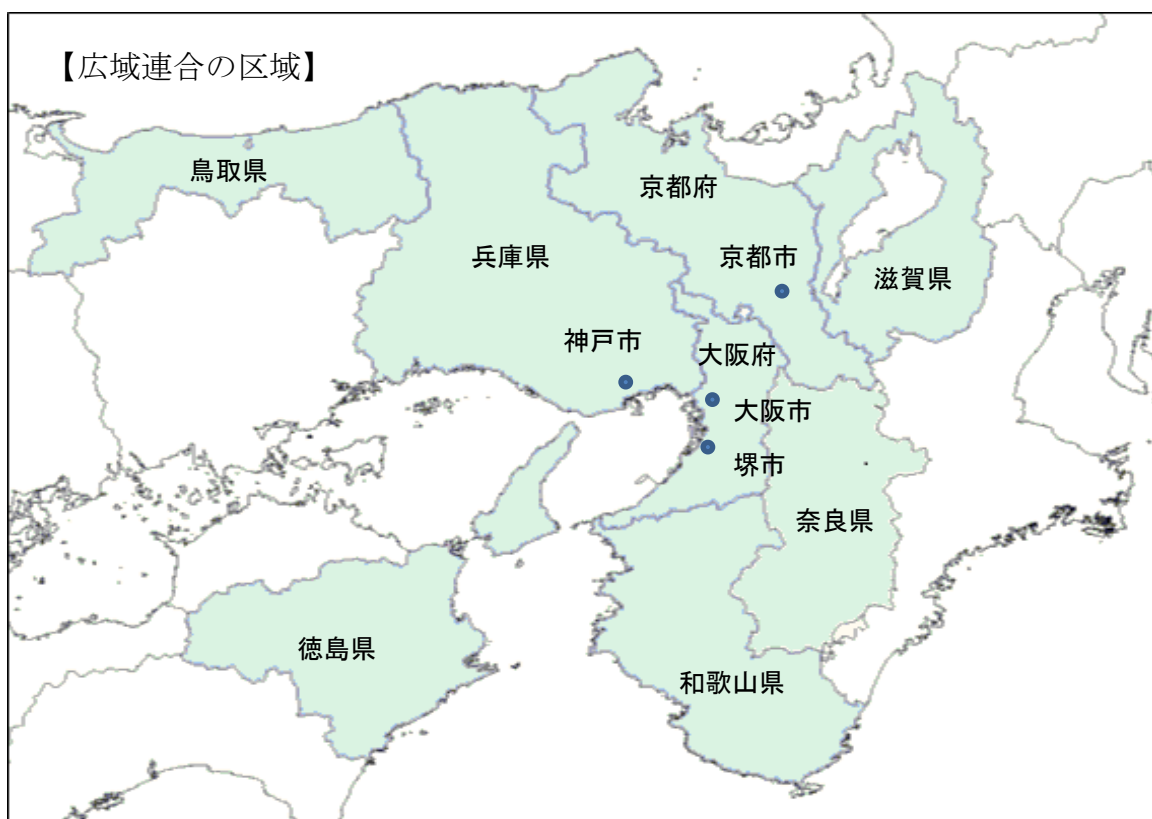 【広域連合の区域】
鳥取県
京都府
兵庫県
京都市
滋賀県
神戸市
大阪府
大阪市
堺市
奈良県
徳島県
和歌山県